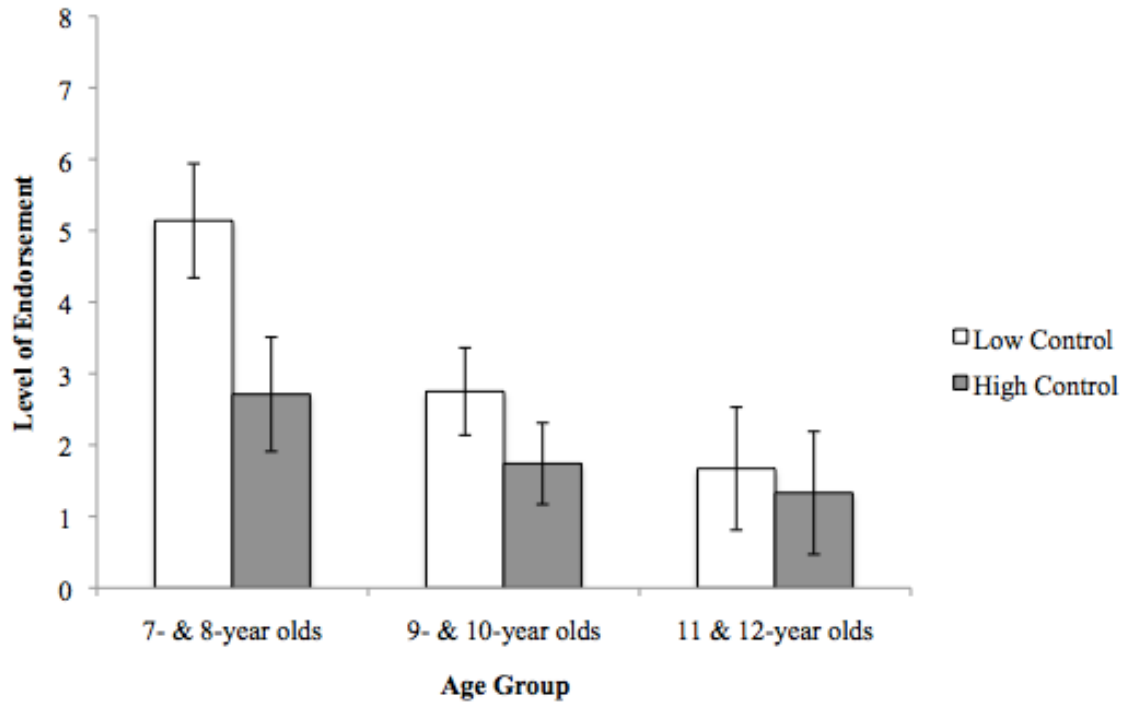 8
7
6
5
4
3
2
1
0
Level of Endorsement
7- & 8-year olds
9- & 10-year olds
11 & 12-year olds
Age Group
Low Control
High Control